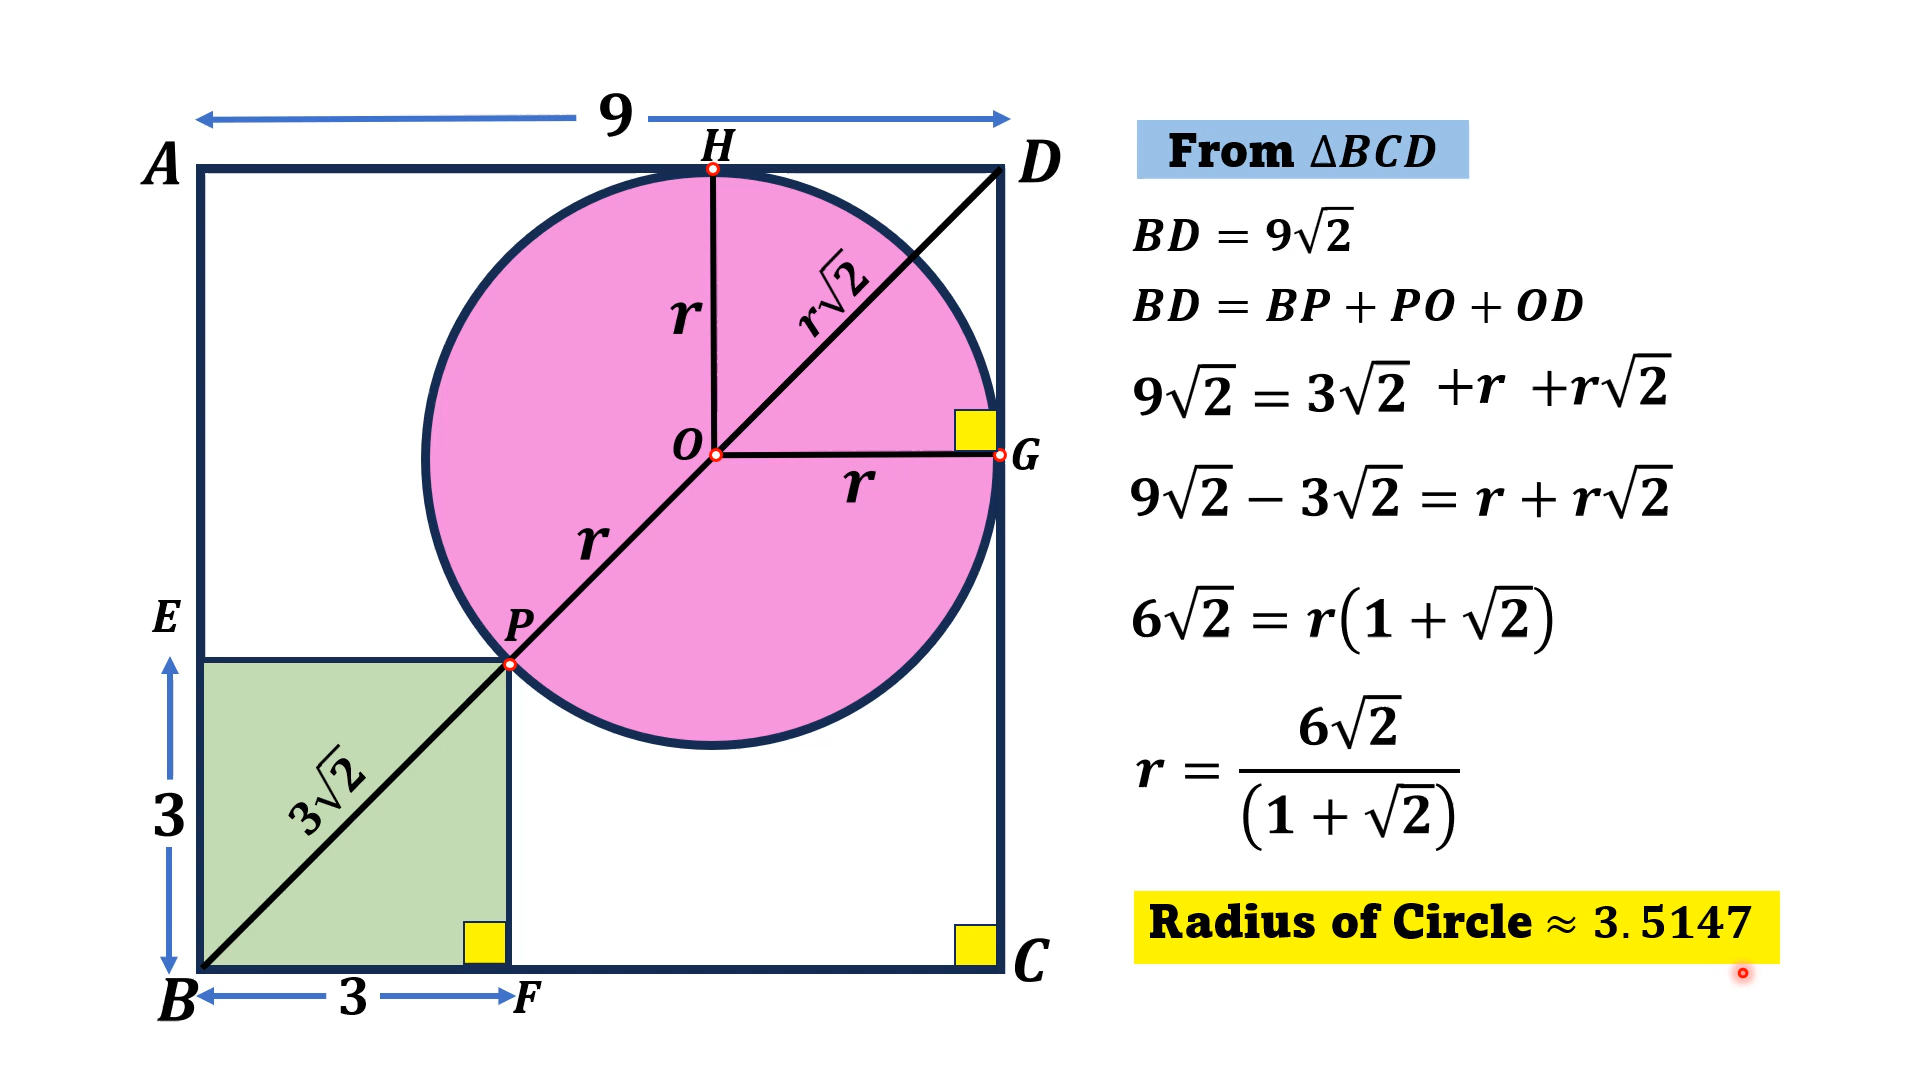 9
A
H
D
r
r√2
O
G
r
r
E
P
3√2
3
B
3
F
C
From ΔBCD
BD = 9√2
BD = BP + PO + OD
9√2 = 3√2 +r +r√2
9√2 − 3√2 = r + r√2
6√2 = r(1 + √2)
r = 6√2 / (1 + √2)
Radius of Circle ≈ 3.5147